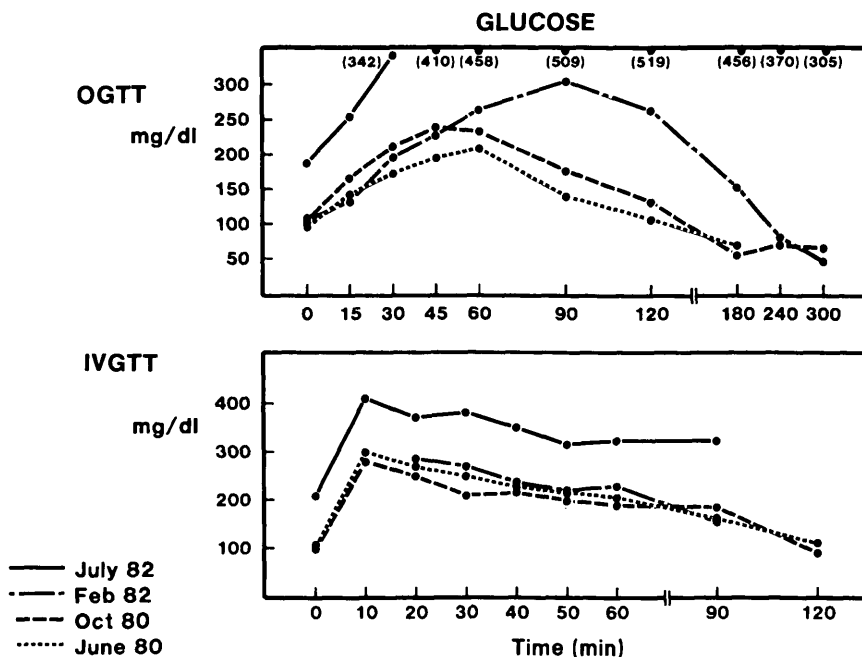 GLUCOSE
OGTT
mg/dl
(342) (410) (458) (509) (519) (456) (370) (305)
300
250
200
150
100
50
0 15 30 45 60 90 120 180 240 300
IVGTT
mg/dl
400
300
200
100
0 10 20 30 40 50 60 90 120
Time (min)
July 82
Feb 82
Oct 80
June 80